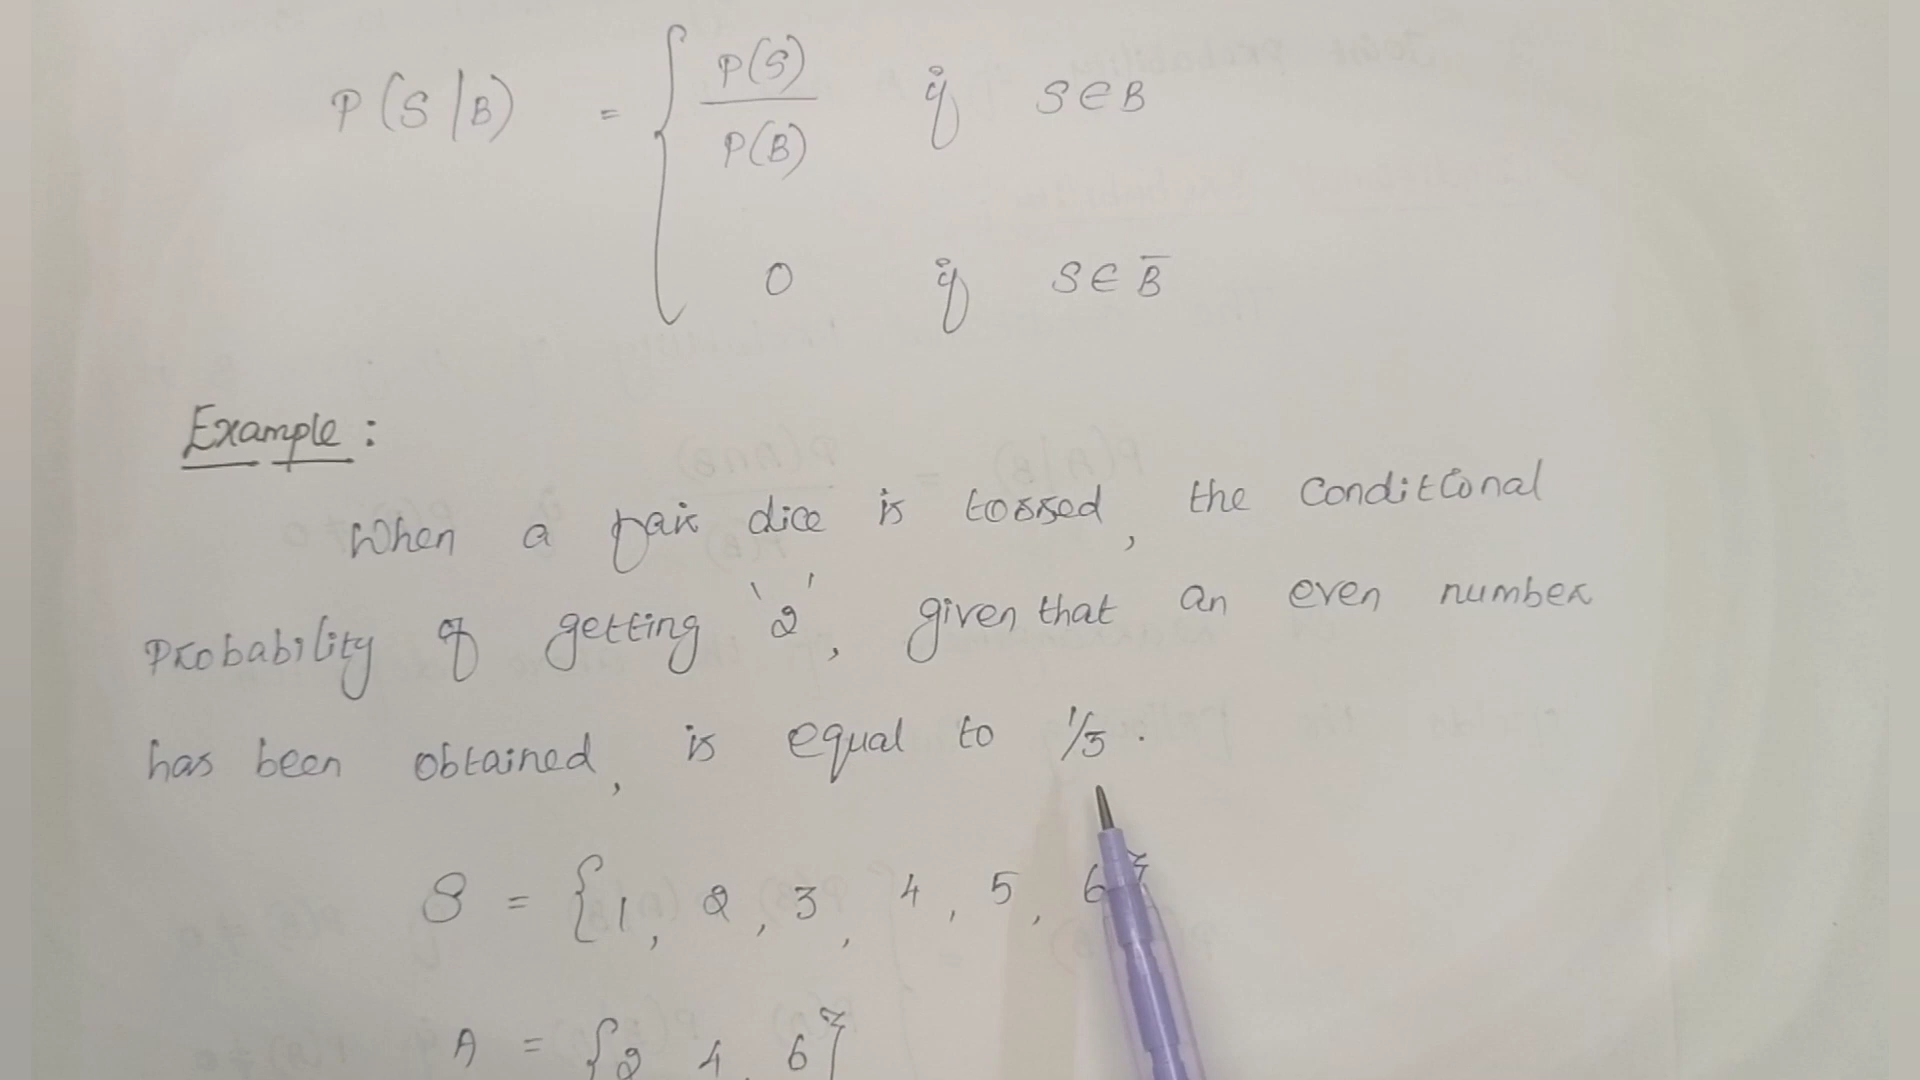 P(S|B) = { P(S)/P(B) if S∈B
0 if S∈B̅
Example :
When a fair dice is tossed, the conditional
Probability of getting '2', given that an even number
has been obtained, is equal to 1/3.
S = {1, 2, 3, 4, 5, 6}
A = {2 4, 6}